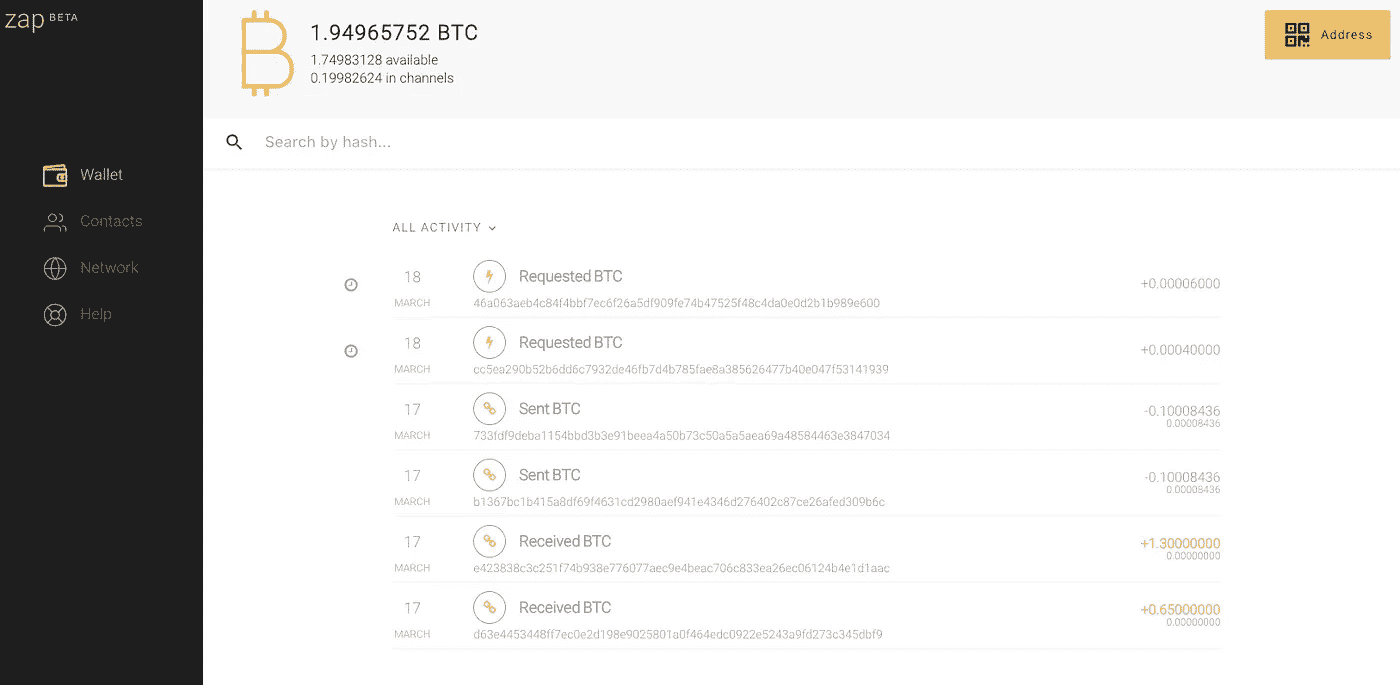 zap BETA
Wallet
Contacts
Network
Help
1.94965752 BTC
1.74983128 available
0.19982624 in channels
Address
Search by hash...
ALL ACTIVITY
18 MARCH
Requested BTC
46a063aeb4c84f4bbf7ec6f26a5df909fe74b47525f48c4da0e0d2b1b989e600
+0.00006000
18 MARCH
Requested BTC
cc5ea290b52b6dd6c7932de46fb7d4b785fae8a385626477b40e047f53141939
+0.00040000
17 MARCH
Sent BTC
733fdf9deba1154bbd3b3e91beea4a50b73c50a5a5aea69a48584463e3847034
-0.10008436
0.00008436
17 MARCH
Sent BTC
b1367bc1b415a8df69f4631cd2980aef941e4346d276402c87ce26afed309b6c
-0.10008436
0.00008436
17 MARCH
Received BTC
e423838c3c251f74b938e776077aec9e4beac706c833ea26ec06124b4e1d1aac
+1.30000000
0.00000000
17 MARCH
Received BTC
d63e4453448ff7ec0e2d198e9025801a0f464edc0922e5243a9fd273c345dbf9
+0.65000000
0.00000000